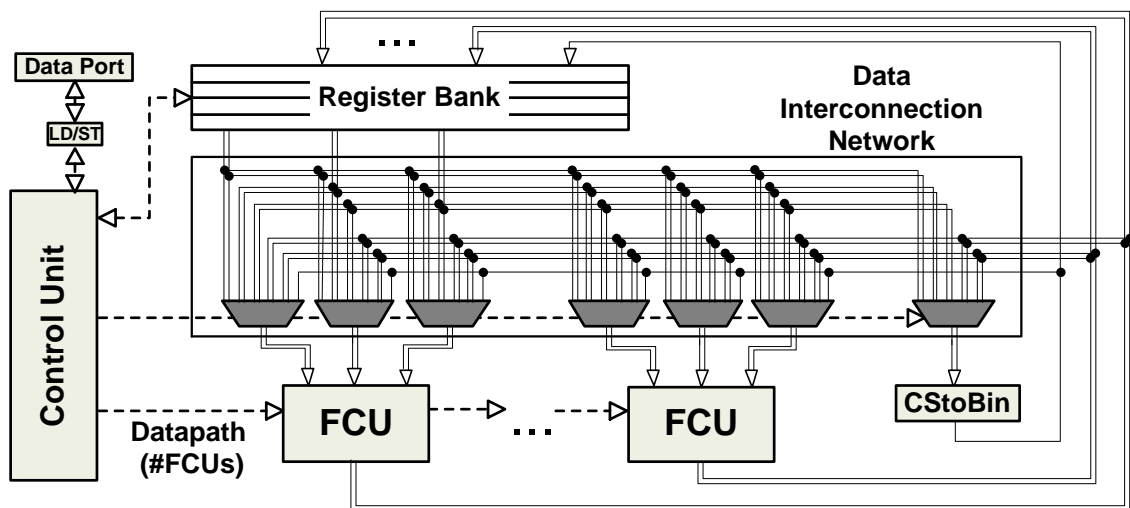 Data Port
LD/ST
Control Unit
...
Register Bank
Data
Interconnection
Network
FCU
...
FCU
CStoBin
Datapath
(#FCUs)